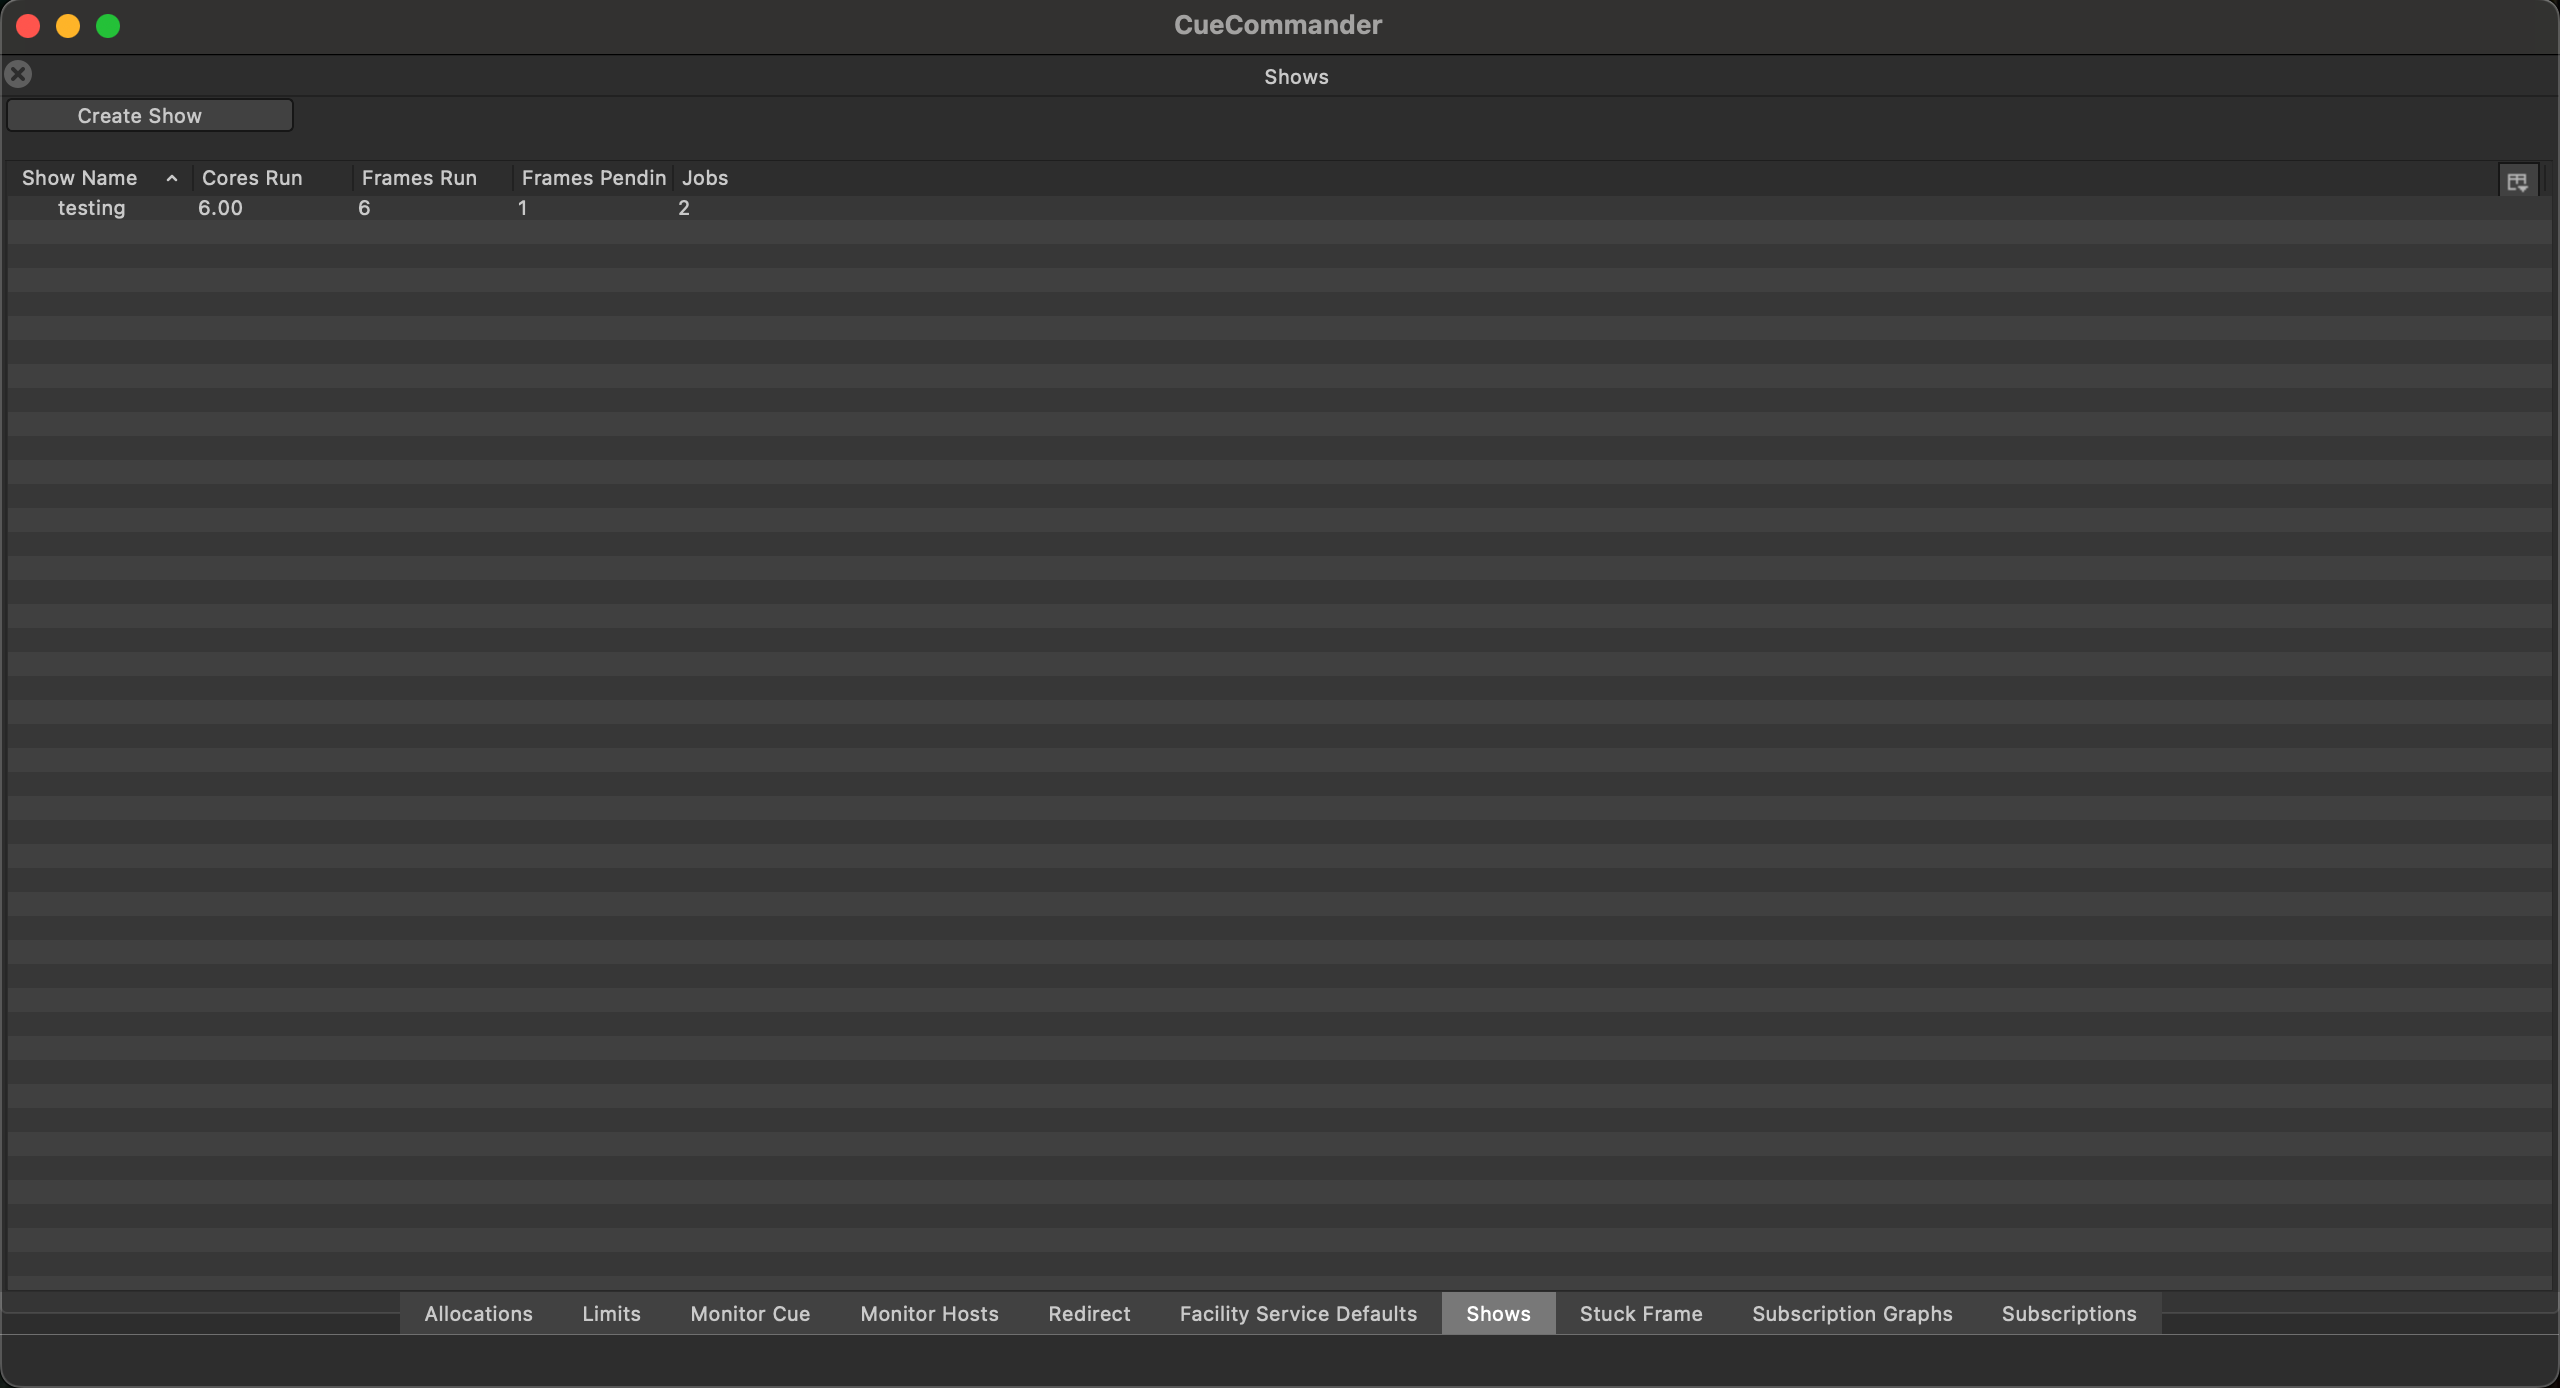 CueCommander
Shows
Create Show
Show Name Cores Run Frames Run Frames Pendin Jobs
testing 6.00 6 1 2
Allocations Limits Monitor Cue Monitor Hosts Redirect Facility Service Defaults Shows Stuck Frame Subscription Graphs Subscriptions